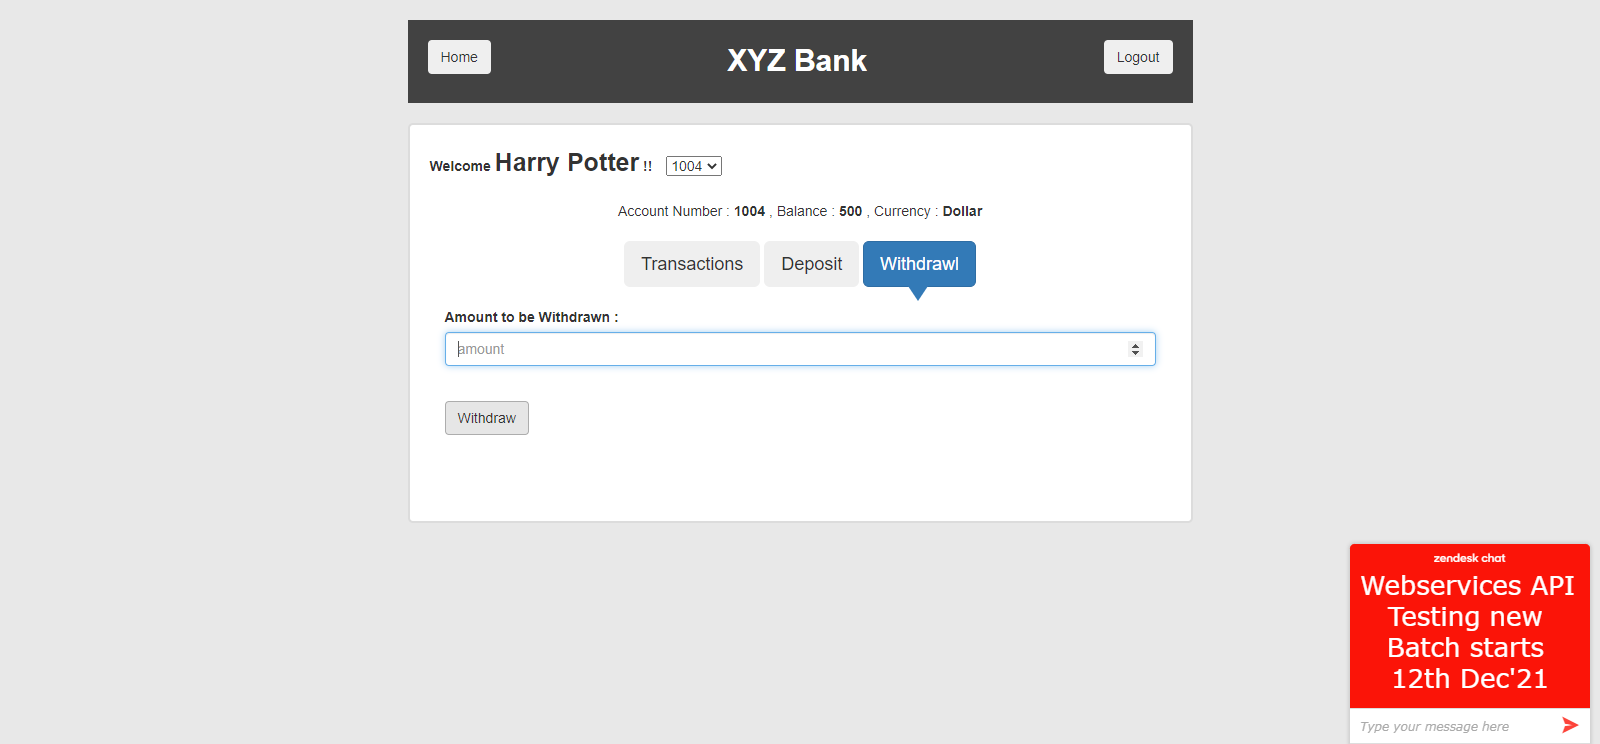 Home
XYZ Bank
Logout
Welcome Harry Potter !! 1004
Account Number : 1004 , Balance : 500 , Currency : Dollar
Transactions Deposit Withdrawl
Amount to be Withdrawn :
amount
Withdraw
zendesk chat
Webservices API
Testing new
Batch starts
12th Dec'21
Type your message here